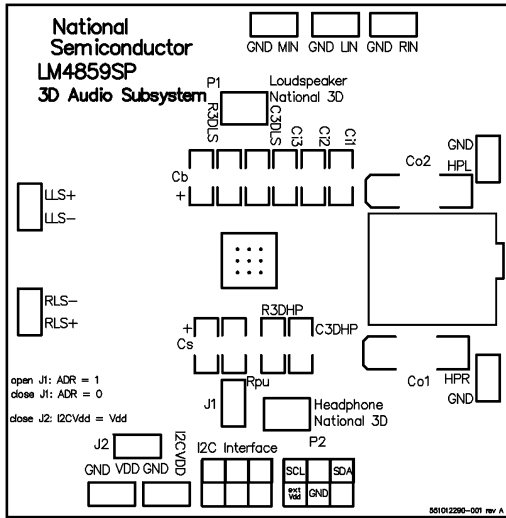 National
Semiconductor
LM4859SP
3D Audio Subsystem
GND MIN GND LIN GND RIN
P1
Loudspeaker
National 3D
R3DLS
C3DLS
Ci3
Ci2
Ci1
Cb
+
Co2
GND
HPL
LLS+
LLS-
RLS-
RLS+
+
Cs
R3DHP
C3DHP
Rpu
Co1
HPR
GND
open J1: ADR = 1
close J1: ADR = 0
close J2: I2CVdd = Vdd
J1
Headphone
National 3D
P2
J2
I2CVDD
I2C Interface
GND VDD GND
SCL
SDA
ext
Vdd
GND
551012290-001 rev A